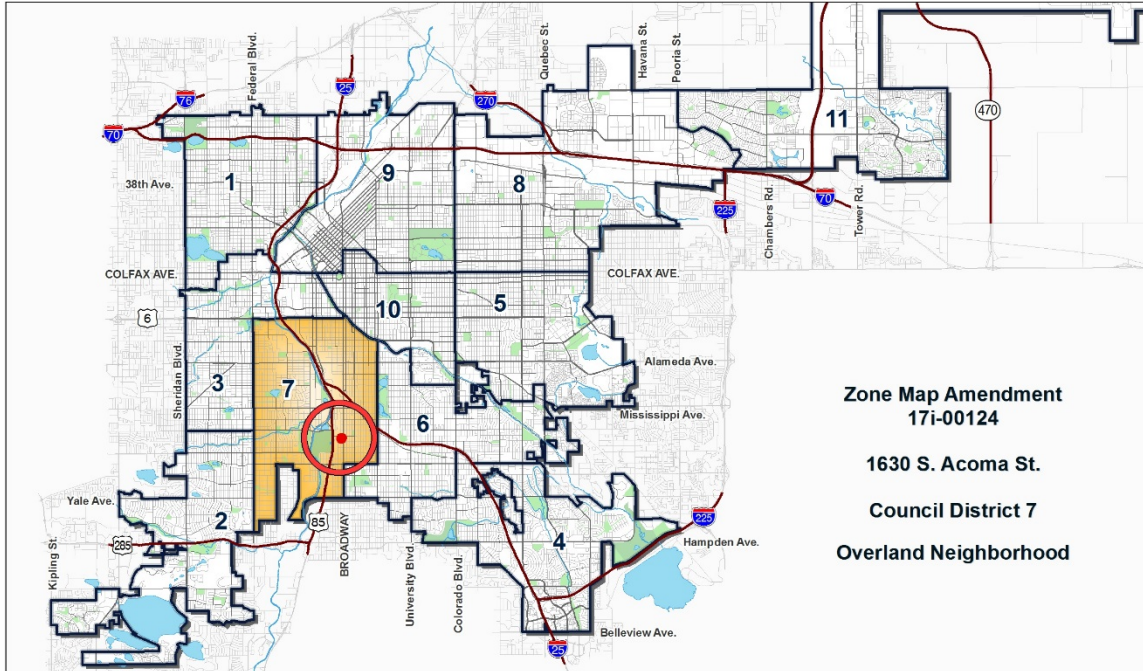 Federal Blvd.
Quebec St.
Havana St.
Peoria St.
76
25
270
70
470
11
1
9
8
38th Ave.
225
70
Chambers Rd.
Tower Rd.
COLFAX AVE.
COLFAX AVE.
10
5
6
Sheridan Blvd.
3
7
Alameda Ave.
6
Mississippi Ave.
Zone Map Amendment
17i-00124
1630 S. Acoma St.
Council District 7
Overland Neighborhood
Yale Ave.
2
85
285
BROADWAY
University Blvd.
Colorado Blvd.
4
225
Hampden Ave.
Kipling St.
Belleview Ave.
25